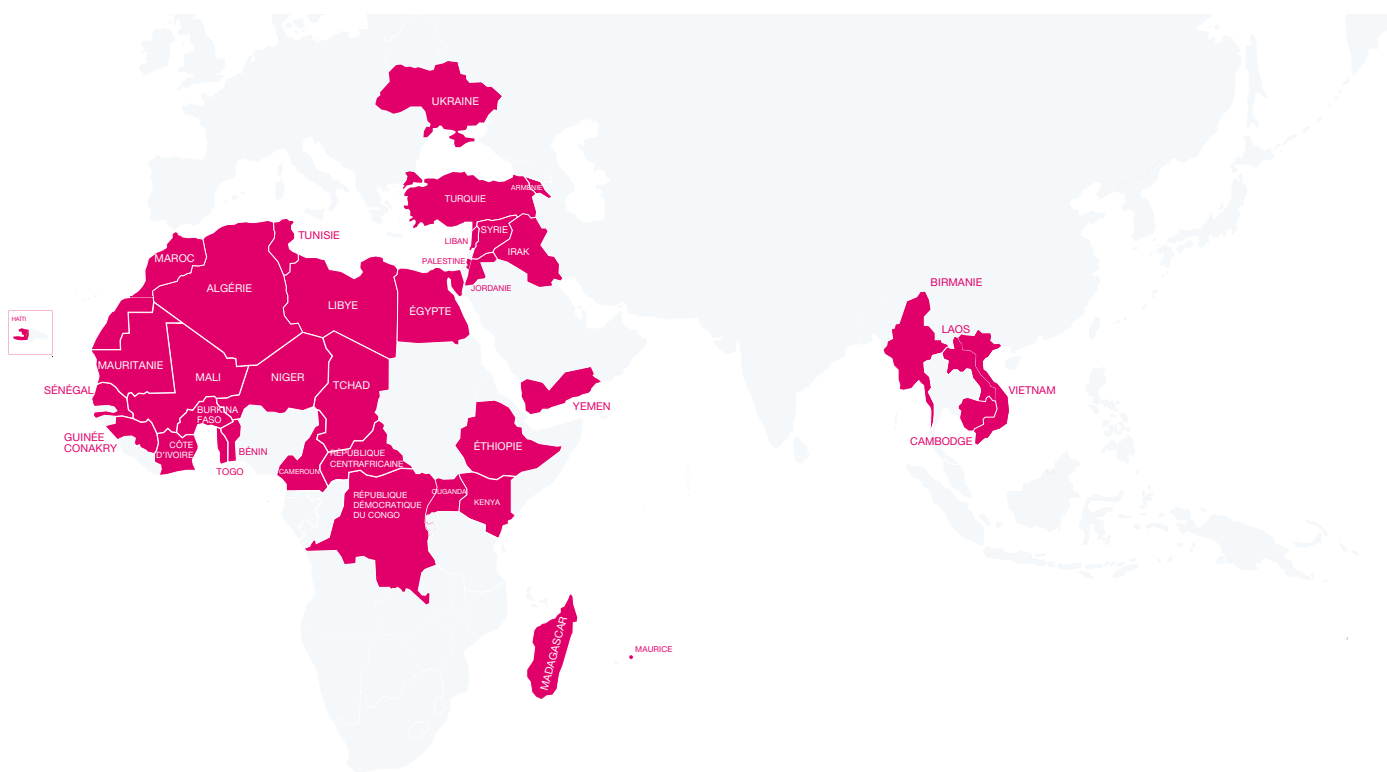 UKRAINE
ARMÉNIE
TURQUIE
SYRIE
TUNISIE
LIBAN
IRAK
MAROC
PALESTINE
ALGÉRIE
JORDANIE
BIRMANIE
LIBYE
ÉGYPTE
HAÏTI
LAOS
MAURITANIE
MALI
NIGER
TCHAD
SÉNÉGAL
VIETNAM
YEMEN
BURKINA
FASO
GUINÉE
CONAKRY
CÔTE
D'IVOIRE
BÉNIN
TOGO
ÉTHIOPIE
CAMBODGE
RÉPUBLIQUE
CENTRAFRICAINE
CAMEROUN
OUGANDA
KENYA
RÉPUBLIQUE
DÉMOCRATIQUE
DU CONGO
MADAGASCAR
MAURICE